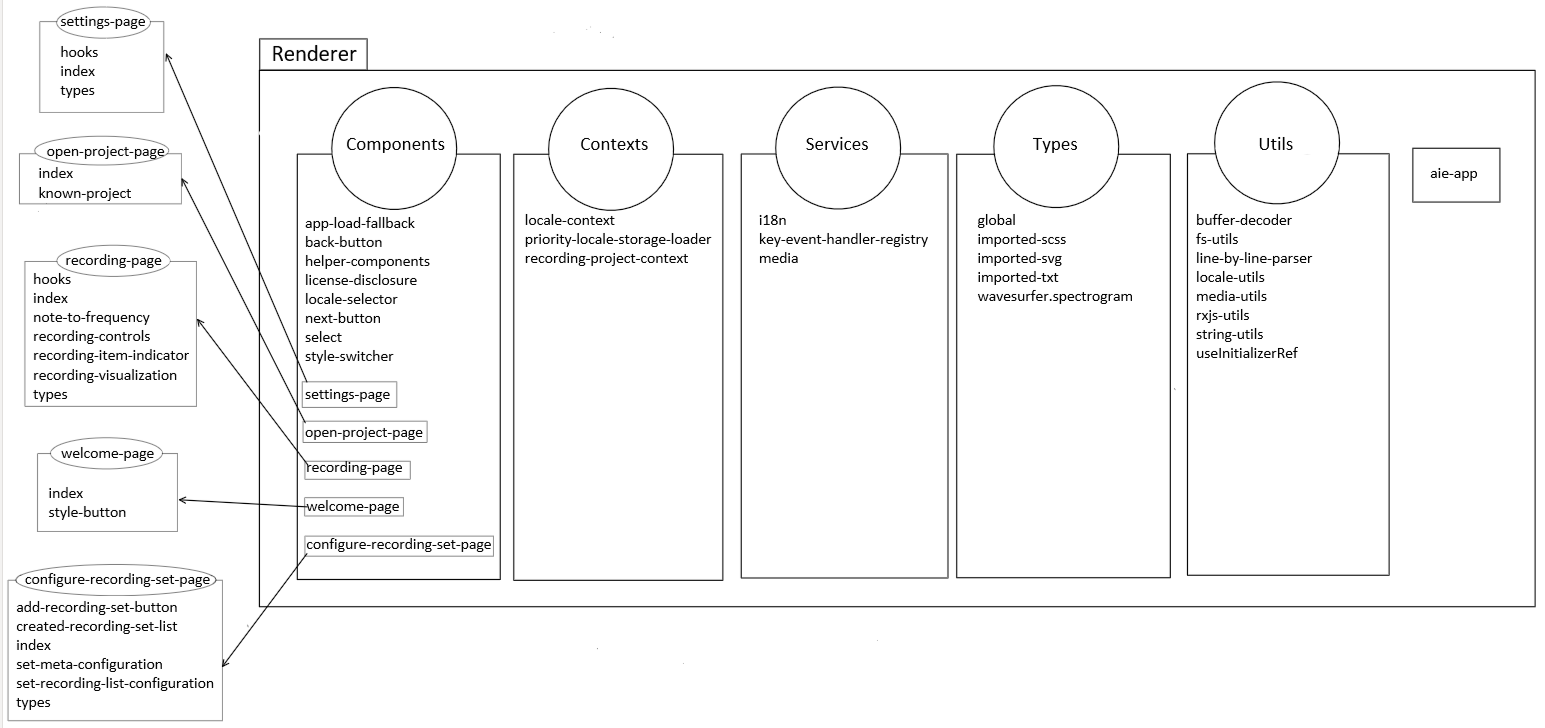 settings-page
hooks
index
types
open-project-page
index
known-project
recording-page
hooks
index
note-to-frequency
recording-controls
recording-item-indicator
recording-visualization
types
welcome-page
index
style-button
configure-recording-set-page
add-recording-set-button
created-recording-set-list
index
set-meta-configuration
set-recording-list-configuration
types
Renderer
Components
app-load-fallback
back-button
helper-components
license-disclosure
locale-selector
next-button
select
style-switcher
settings-page
open-project-page
recording-page
welcome-page
configure-recording-set-page
Contexts
locale-context
priority-locale-storage-loader
recording-project-context
Services
i18n
key-event-handler-registry
media
Types
global
imported-scss
imported-svg
imported-txt
wavesurfer.spectrogram
Utils
buffer-decoder
fs-utils
line-by-line-parser
locale-utils
media-utils
rxjs-utils
string-utils
useInitializerRef
aie-app